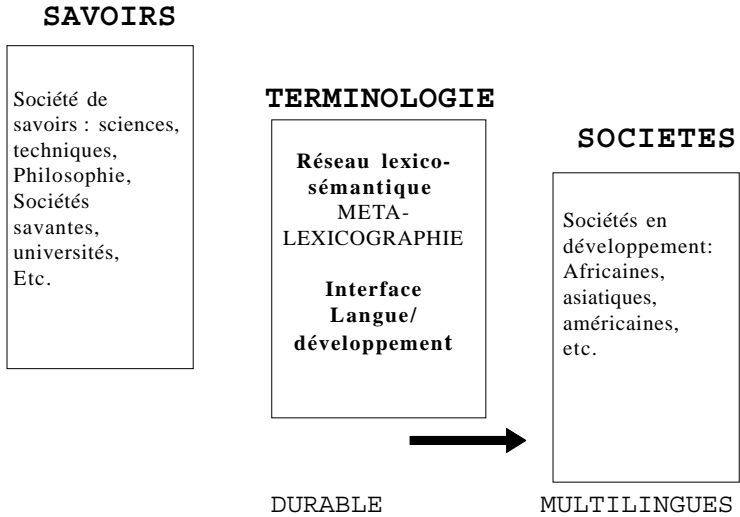 SAVOIRS
Société de
savoirs : sciences,
techniques,
Philosophie,
Sociétés
savantes,
universités,
Etc.
TERMINOLOGIE
Réseau lexico-
sémantique
META-
LEXICOGRAPHIE
Interface
Langue/
développement
DURABLE
SOCIETES
Sociétés en
développement:
Africaines,
asiatiques,
américaines,
etc.
MULTILINGUES